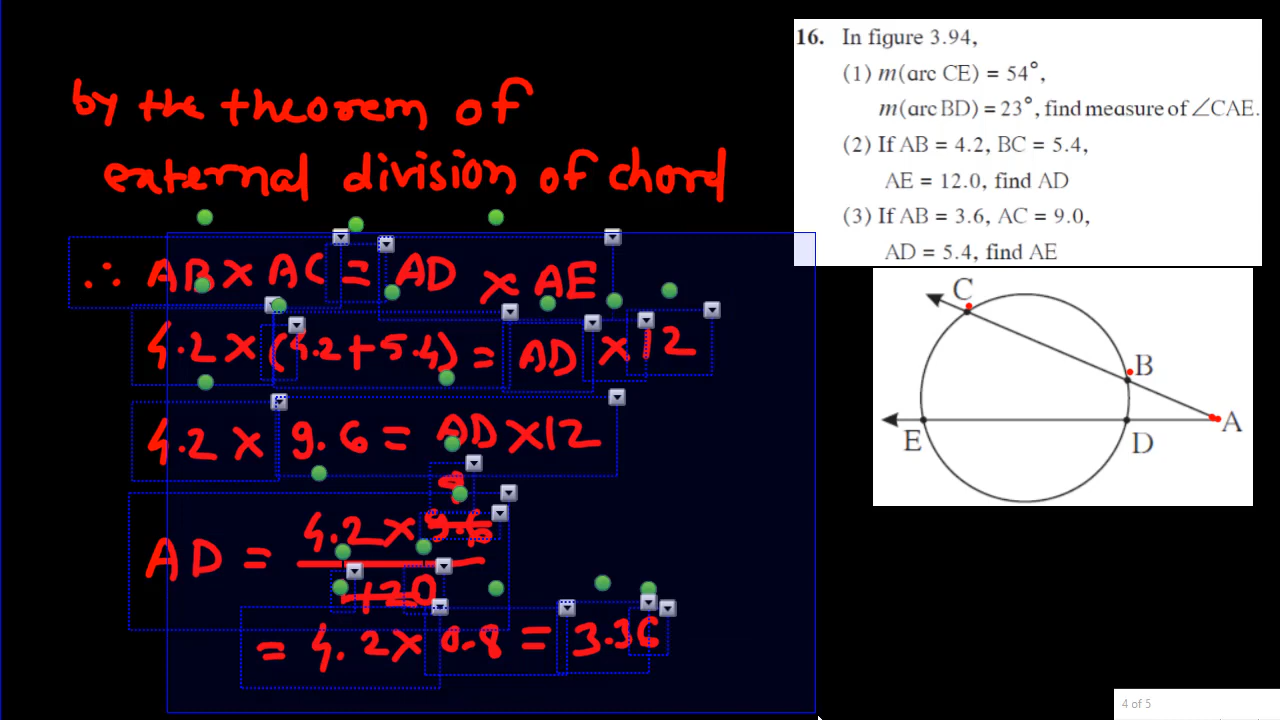 by the theorem of
external division of chord
∴ AB × AC = AD × AE
4.2 × (4.2+5.4) = AD × 12
4.2 × 9.6 = AD × 12
AD = 4.2 × 9.6
120
= 4.2 × 0.8 = 3.36
16. In figure 3.94,
(1) m(arc CE) = 54°,
m(arc BD) = 23°, find measure of ∠CAE.
(2) If AB = 4.2, BC = 5.4,
AE = 12.0, find AD
(3) If AB = 3.6, AC = 9.0,
AD = 5.4, find AE
C
B
A
E
D
4 of 5